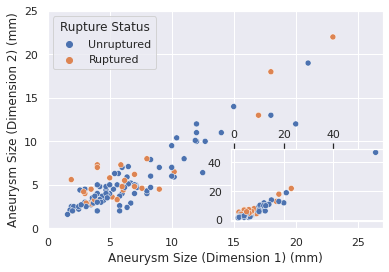 25
20
15
10
5
0
Aneurysm Size (Dimension 2) (mm)
Rupture Status
Unruptured
Ruptured
0 20 40
40
20
0
0 5 10 15 20 25
Aneurysm Size (Dimension 1) (mm)